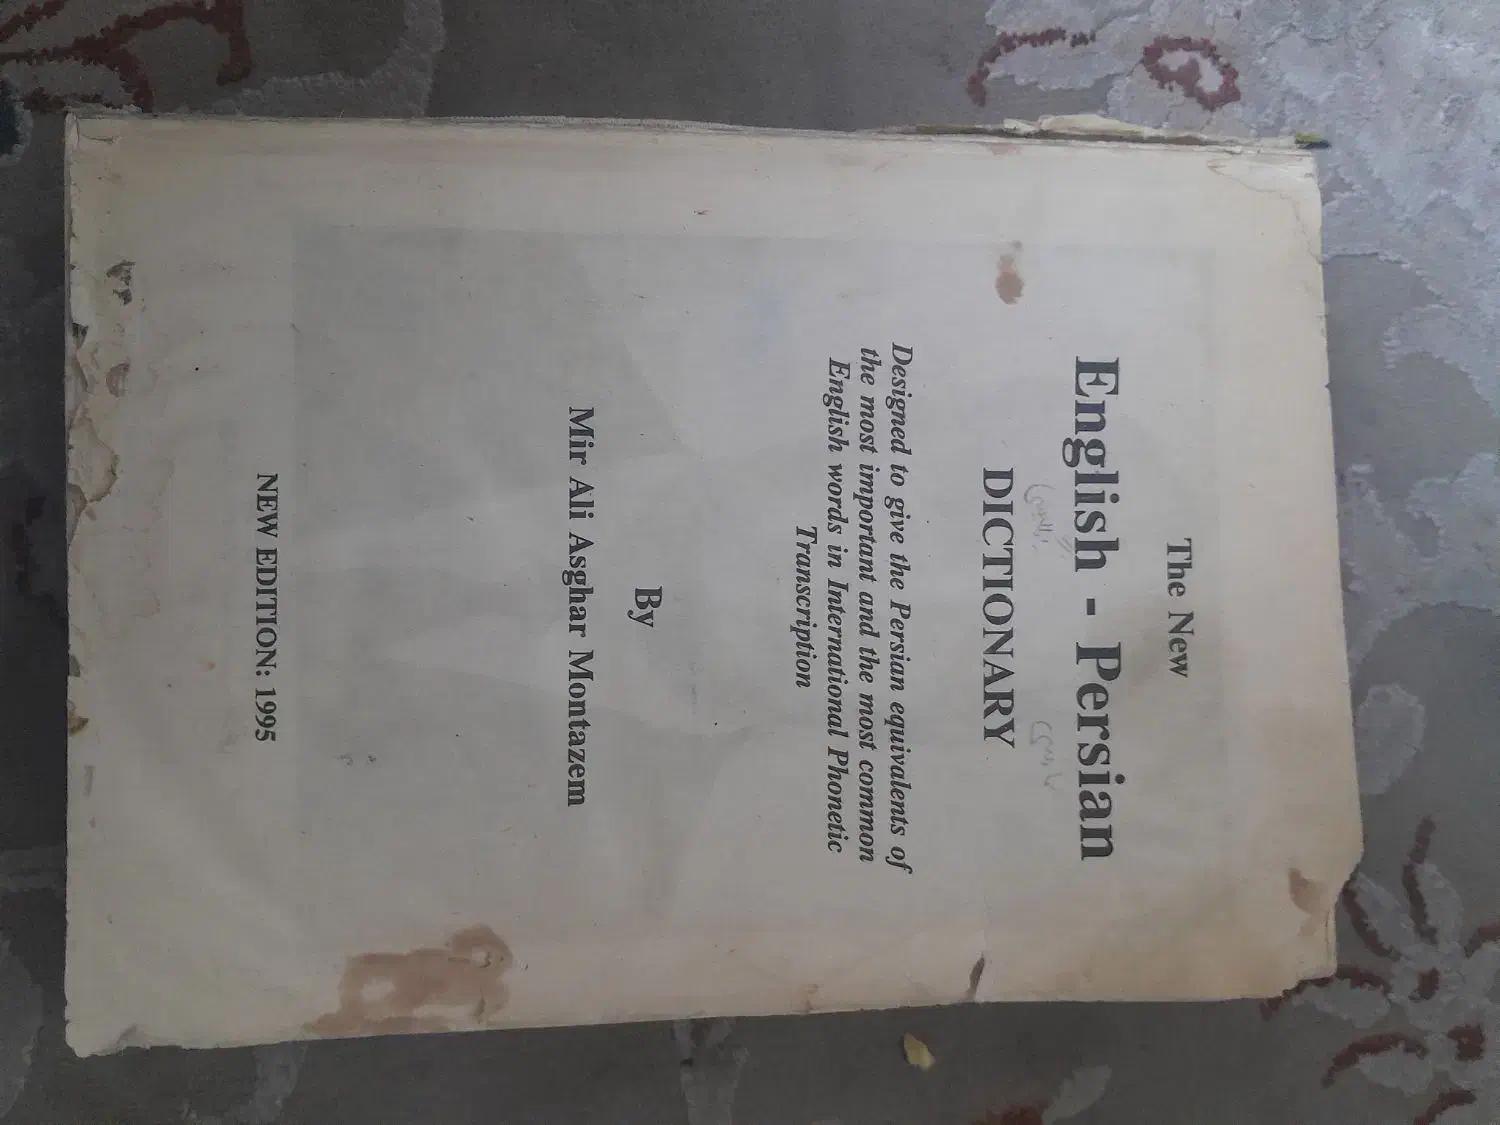 The New
English - Persian
DICTIONARY
Designed to give the Persian equivalents of
the most important and the most common
English words in International Phonetic
Transcription
By
Mir Ali Asghar Montazem
NEW EDITION: 1995